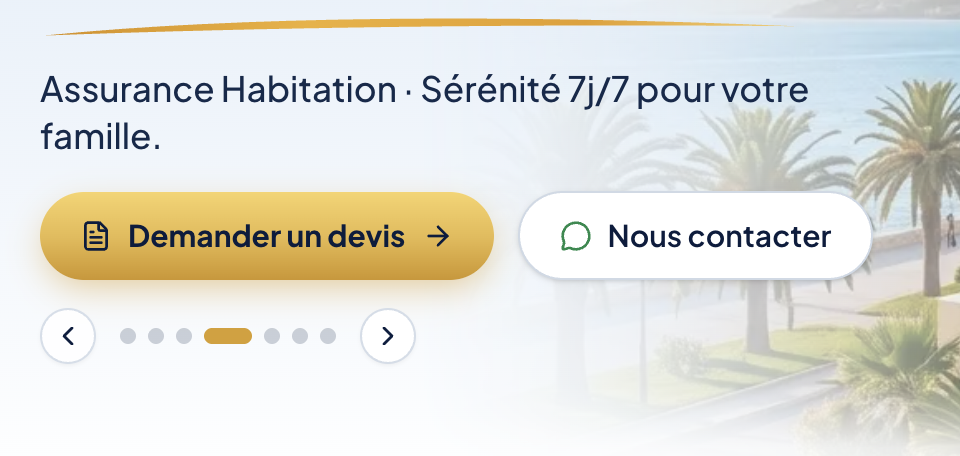 Assurance Habitation · Sérénité 7j/7 pour votre
famille.
Demander un devis
Nous contacter